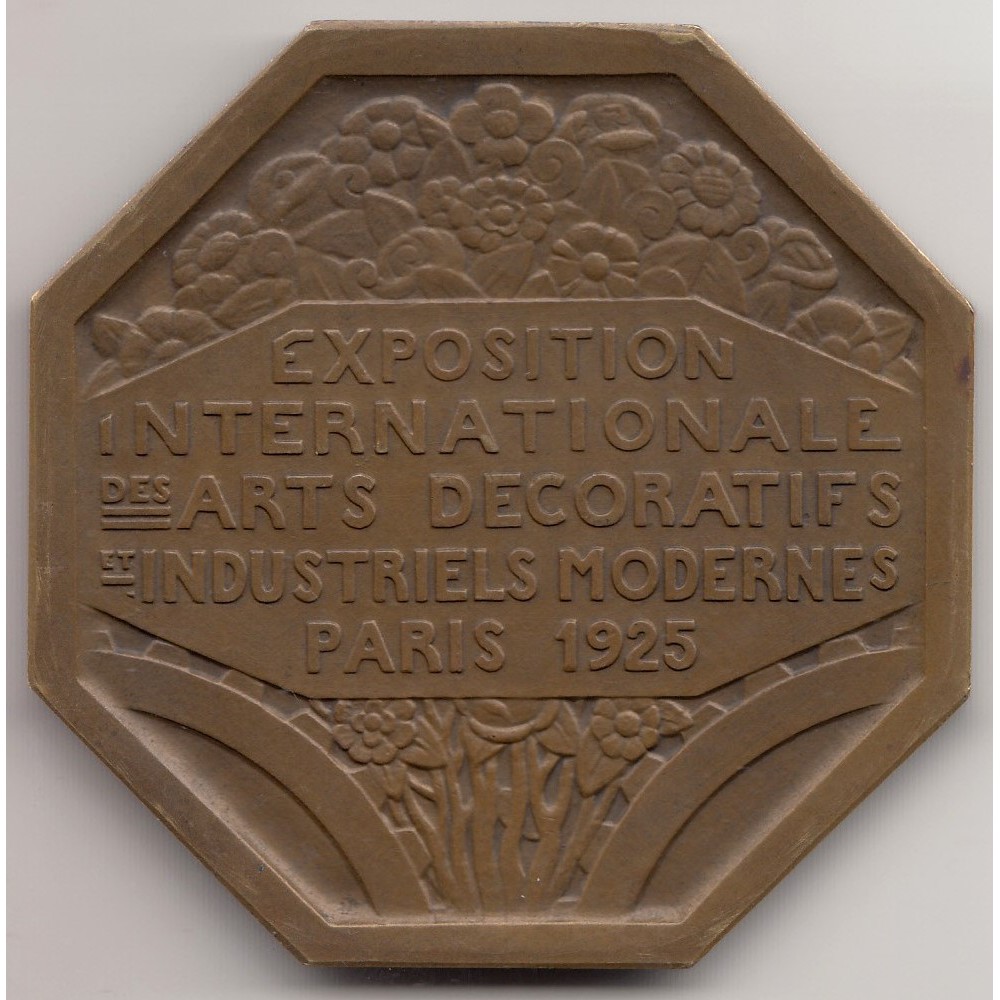 EXPOSITION
INTERNATIONALE
DES ARTS DECORATIFS
ET INDUSTRIELS MODERNES
PARIS 1925